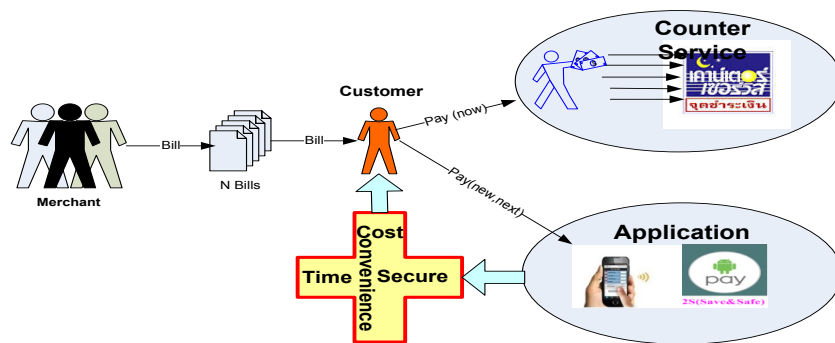 Merchant
Bill
N Bills
Bill
Customer
Pay (now)
Pay(new,next)
Counter
Service
เคาน์เตอร์
เซอร์วิส
จุดชำระเงิน
Application
pay
2S(Save&Safe)
Cost
Convenience
Time
Secure